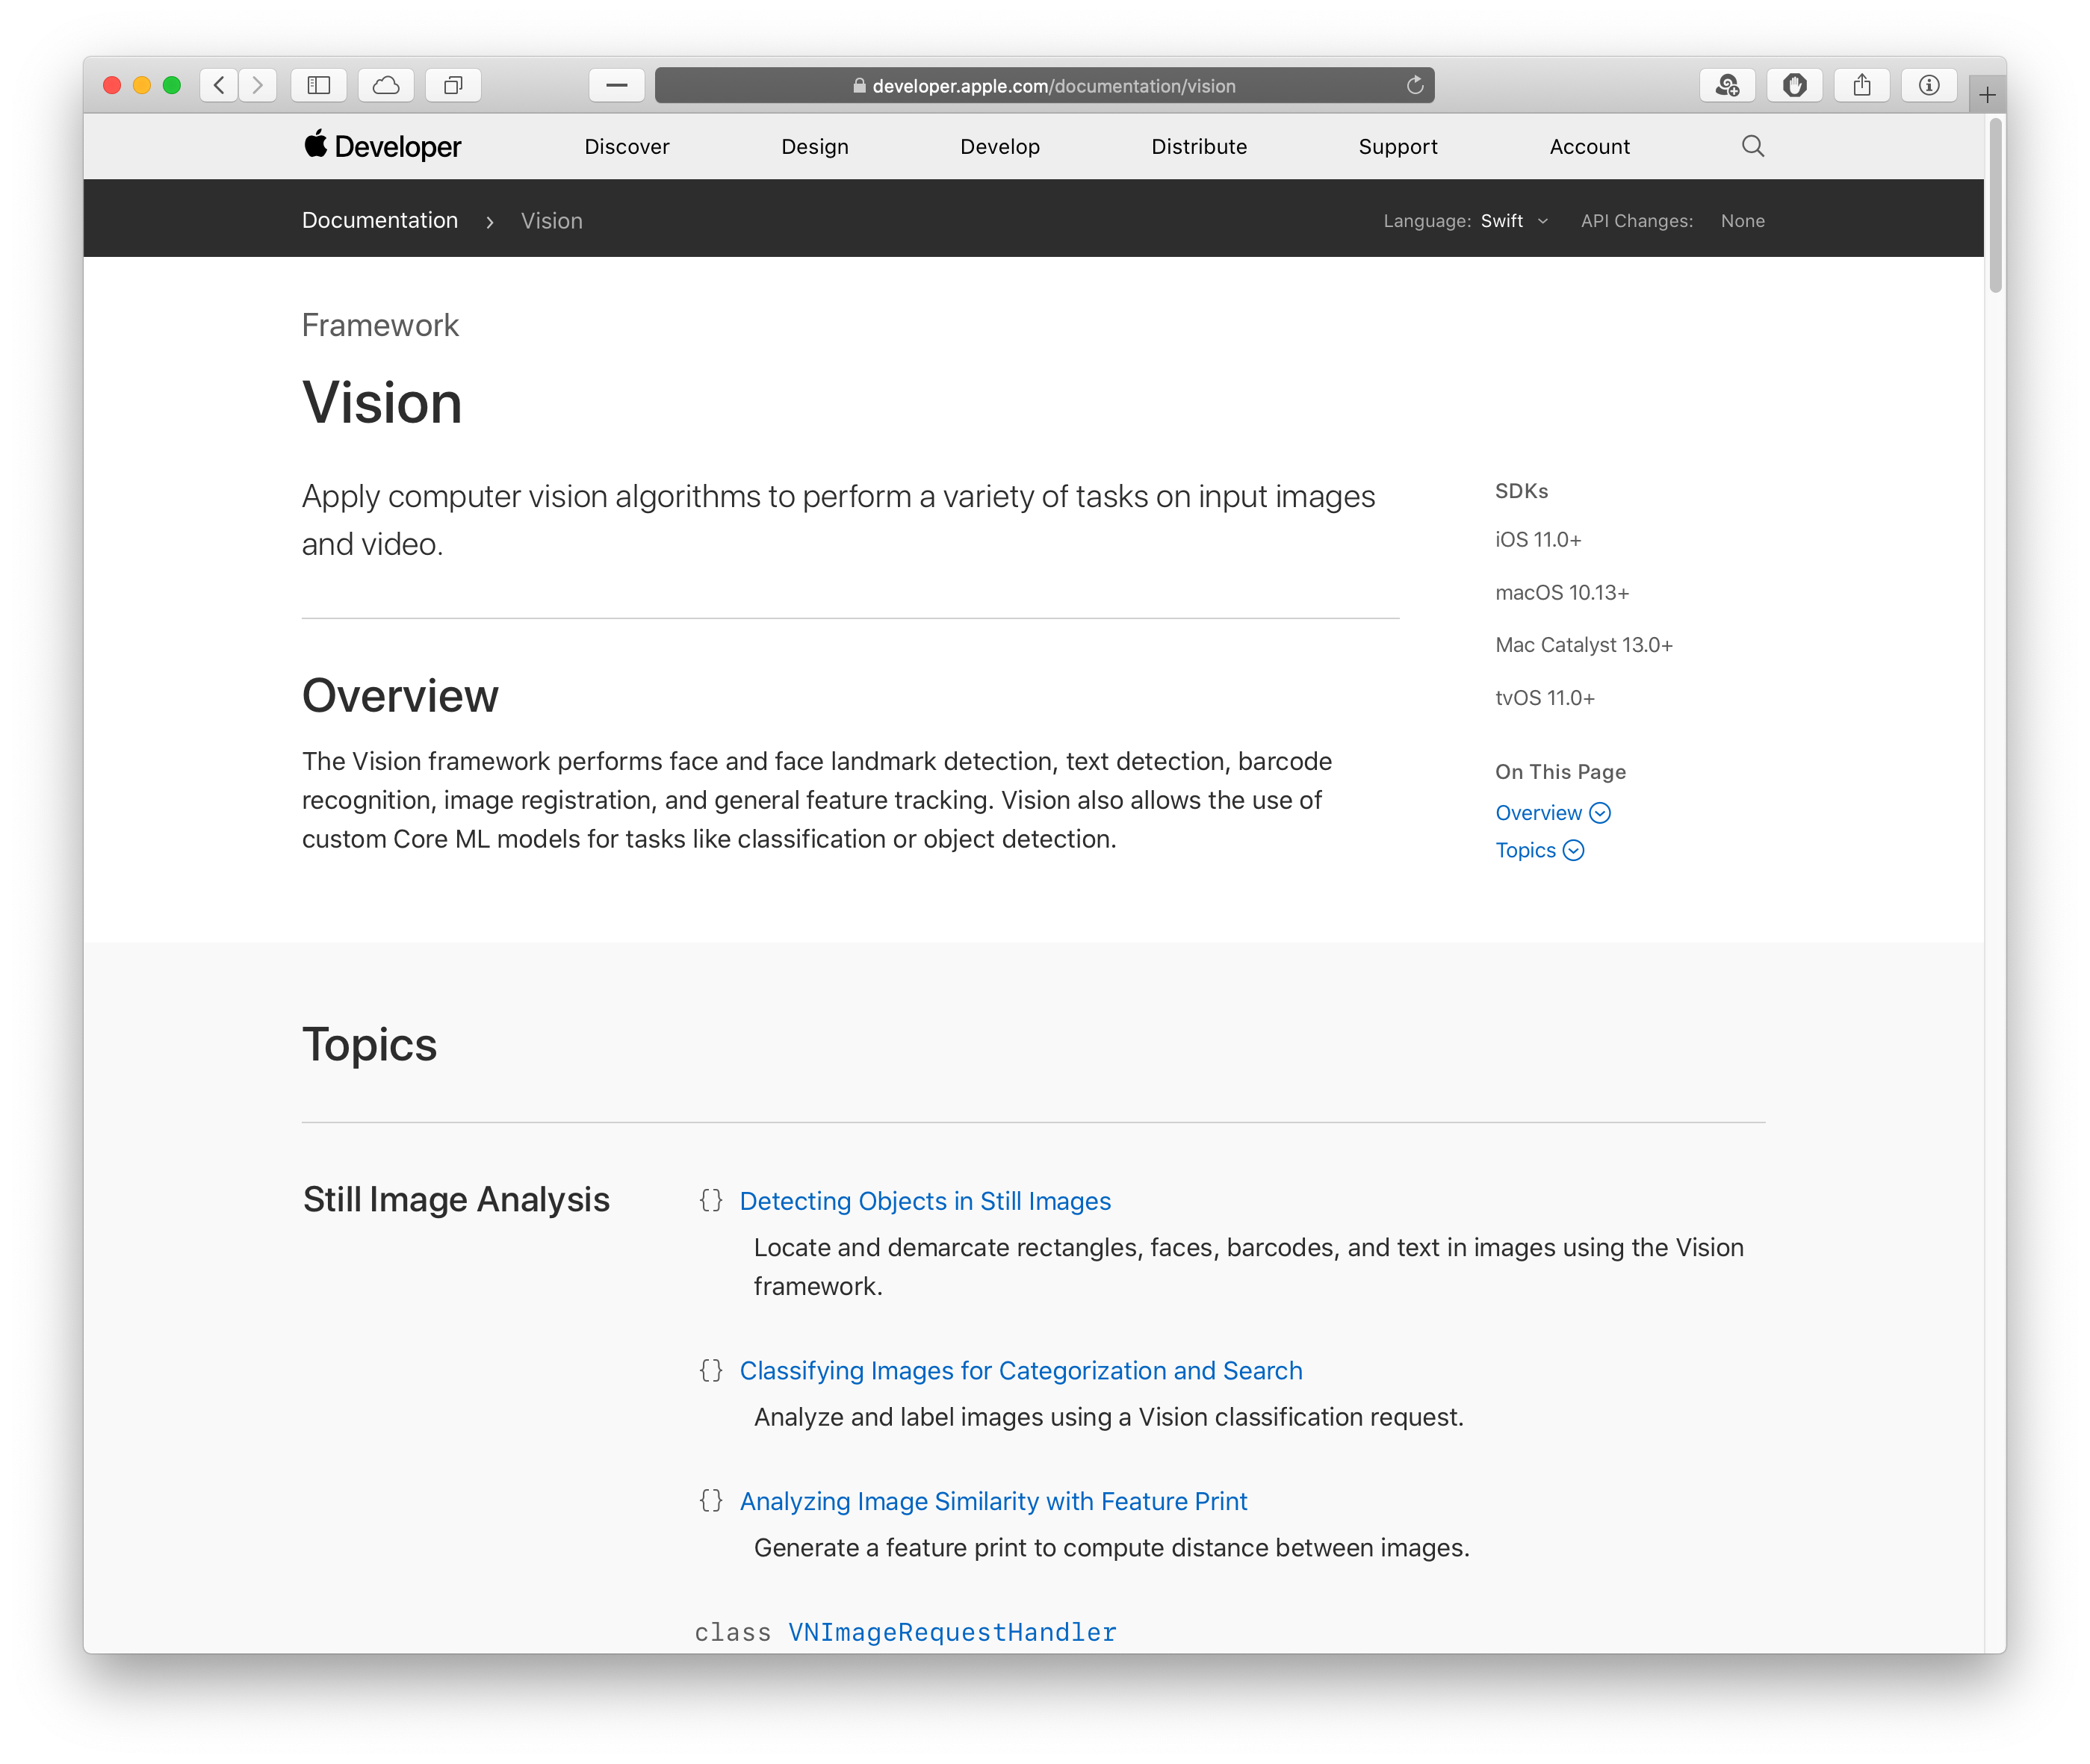 developer.apple.com/documentation/vision
Developer
Discover
Design
Develop
Distribute
Support
Account
Documentation
Vision
Language: Swift
API Changes: None
Framework
Vision
Apply computer vision algorithms to perform a variety of tasks on input images
and video.
SDKs
iOS 11.0+
macOS 10.13+
Mac Catalyst 13.0+
tvOS 11.0+
On This Page
Overview
Topics
Overview
The Vision framework performs face and face landmark detection, text detection, barcode
recognition, image registration, and general feature tracking. Vision also allows the use of
custom Core ML models for tasks like classification or object detection.
Topics
Still Image Analysis
{} Detecting Objects in Still Images
Locate and demarcate rectangles, faces, barcodes, and text in images using the Vision
framework.
{} Classifying Images for Categorization and Search
Analyze and label images using a Vision classification request.
{} Analyzing Image Similarity with Feature Print
Generate a feature print to compute distance between images.
class VNImageRequestHandler